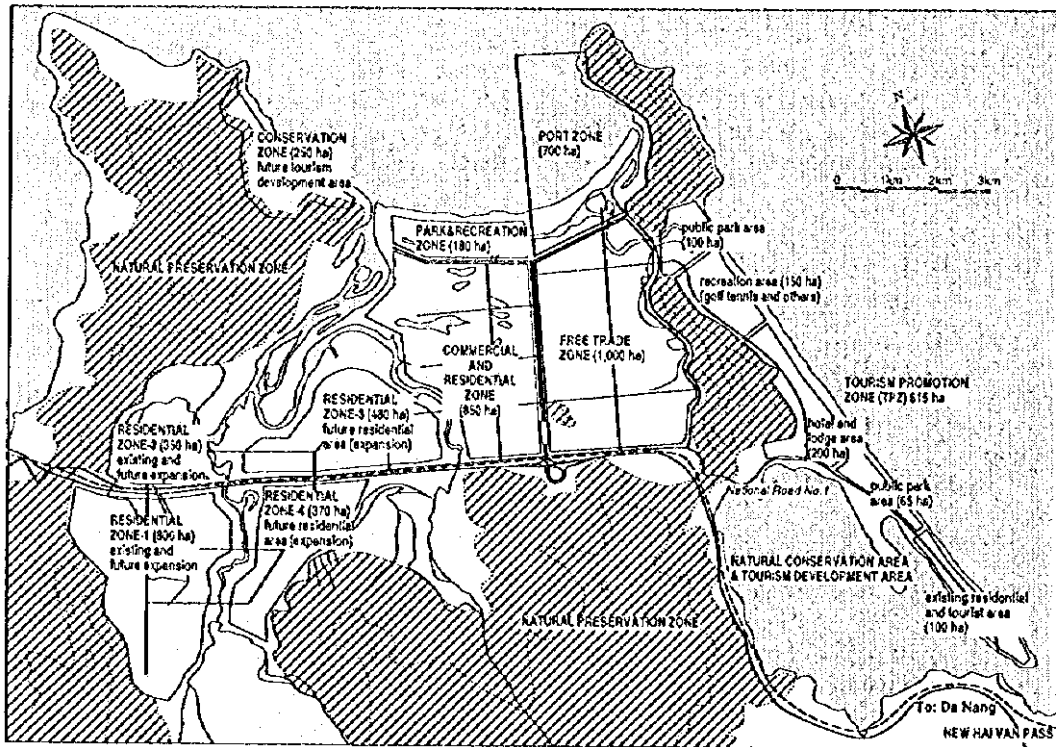 CONSERVATION
ZONE (250 ha)
future tourism
development area
PORT ZONE
(700 ha)
N
0 1km 2km 3km
PARK&RECREATION
ZONE (180 ha)
public park area
(100 ha)
NATURAL PRESERVATION ZONE
recreation area (150 ha)
(golf tennis and others)
FREE TRADE
ZONE (1,000 ha)
COMMERCIAL
AND
RESIDENTIAL
ZONE
TOURISM PROMOTION
ZONE (TPZ) 615 ha
RESIDENTIAL
ZONE-3 (480 ha)
future residential
area (expansion)
RESIDENTIAL
ZONE-2 (350 ha)
existing and
future expansion
hotel and
lodge area
(200 ha)
National Road No. 1
public park
area (65 ha)
RESIDENTIAL
ZONE-4 (370 ha)
future residential
area (expansion)
RESIDENTIAL
ZONE-1
existing and
future expansion
NATURAL CONSERVATION AREA
& TOURISM DEVELOPMENT AREA
existing residential
and tourist area
(100 ha)
NATURAL PRESERVATION ZONE
To: Da Nang
NEW HAI VAN PASS